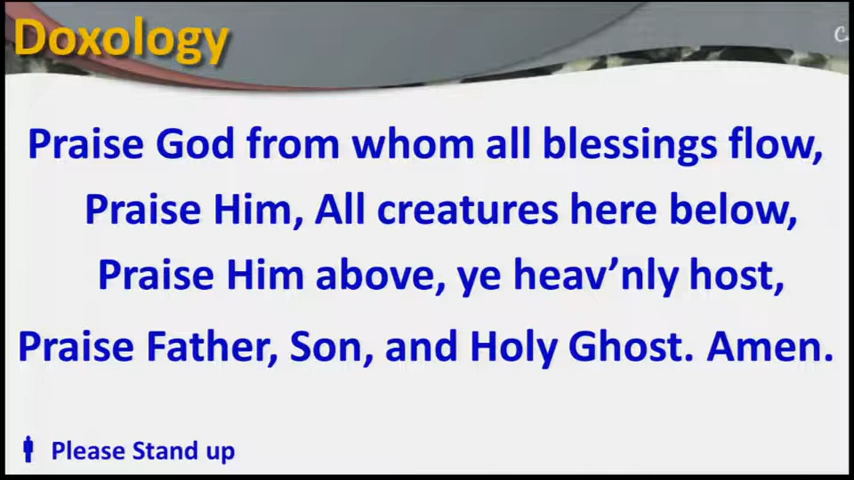 Doxology
Praise God from whom all blessings flow,
Praise Him, All creatures here below,
Praise Him above, ye heav’nly host,
Praise Father, Son, and Holy Ghost. Amen.
Please Stand up